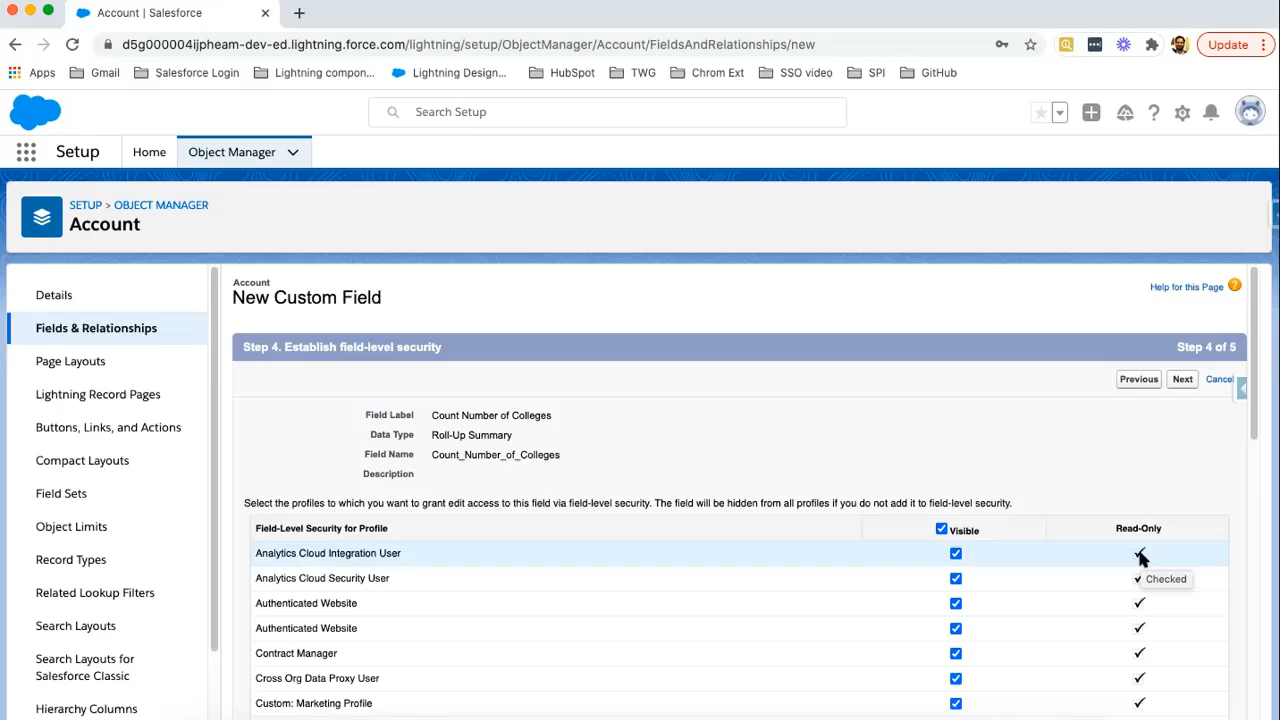 Account | Salesforce
d5g000004ijpheam-dev-ed.lightning.force.com/lightning/setup/ObjectManager/Account/FieldsAndRelationships/new
Update
Apps Gmail Salesforce Login Lightning compon... Lightning Design... HubSpot TWG Chrom Ext SSO video SPI GitHub
Search Setup
Setup Home Object Manager
SETUP > OBJECT MANAGER
Account
Details
Fields & Relationships
Page Layouts
Lightning Record Pages
Buttons, Links, and Actions
Compact Layouts
Field Sets
Object Limits
Record Types
Related Lookup Filters
Search Layouts
Search Layouts for
Salesforce Classic
Hierarchy Columns
Account
New Custom Field
Help for this Page
Step 4. Establish field-level security Step 4 of 5
Previous Next Cancel
Field Label Count Number of Colleges
Data Type Roll-Up Summary
Field Name Count_Number_of_Colleges
Description
Select the profiles to which you want to grant edit access to this field via field-level security. The field will be hidden from all profiles if you do not add it to field-level security.
Field-Level Security for Profile Visible Read-Only
Analytics Cloud Integration User
Analytics Cloud Security User
Checked
Authenticated Website
Authenticated Website
Contract Manager
Cross Org Data Proxy User
Custom: Marketing Profile